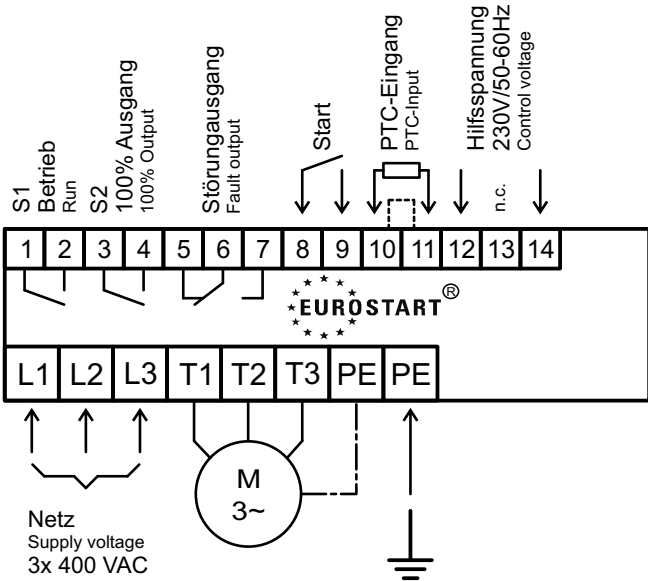 S1
Betrieb
Run
S2
100% Ausgang
100% Output
Störungausgang
Fault output
Start
PTC-Eingang
PTC-Input
Hilfsspannung
230V/50-60Hz
Control voltage
n.c.
1 2 3 4 5 6 7 8 9 10 11 12 13 14
EUROSTART®
L1 L2 L3 T1 T2 T3 PE PE
M
3~
Netz
Supply voltage
3x 400 VAC